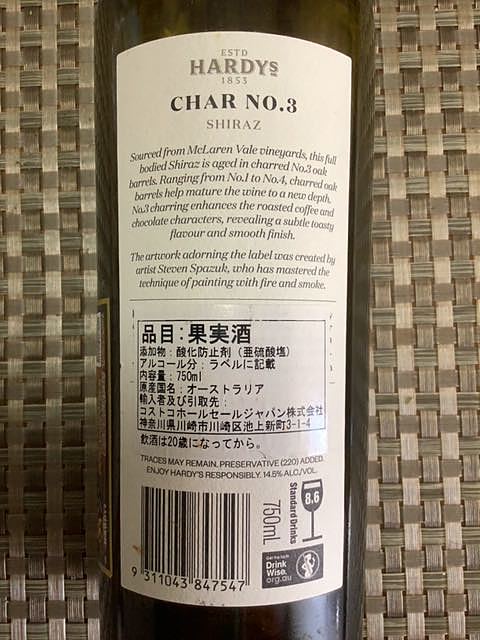 ESTD
HARDYS
1853
CHAR NO.3
SHIRAZ
Sourced from McLaren Vale vineyards, this full
bodied Shiraz is aged in charred No.3 oak
barrels. Ranging from No.1 to No.4, charred oak
barrels help mature the wine to a new depth.
No.3 charring enhances the roasted coffee and
chocolate characters, revealing a subtle toasty
flavour and smooth finish.
The artwork adorning the label was created by
artist Steven Spazuk, who has mastered the
technique of painting with fire and smoke.
品目:果実酒
添加物:酸化防止剤(亜硫酸塩)
アルコール分:ラベルに記載
内容量:750ml
原産国名:オーストラリア
輸入者及び引取先:
コストコホールセールジャパン株式会社
神奈川県川崎市川崎区池上新町3-1-4
飲酒は20歳になってから。
TRACES MAY REMAIN. PRESERVATIVE (220) ADDED.
ENJOY HARDY'S RESPONSIBLY. 14.5% ALC/VOL.
750mL
Standard Drinks
8.6
Get the facts
Drink
Wise.
org.au
9 311043 847547